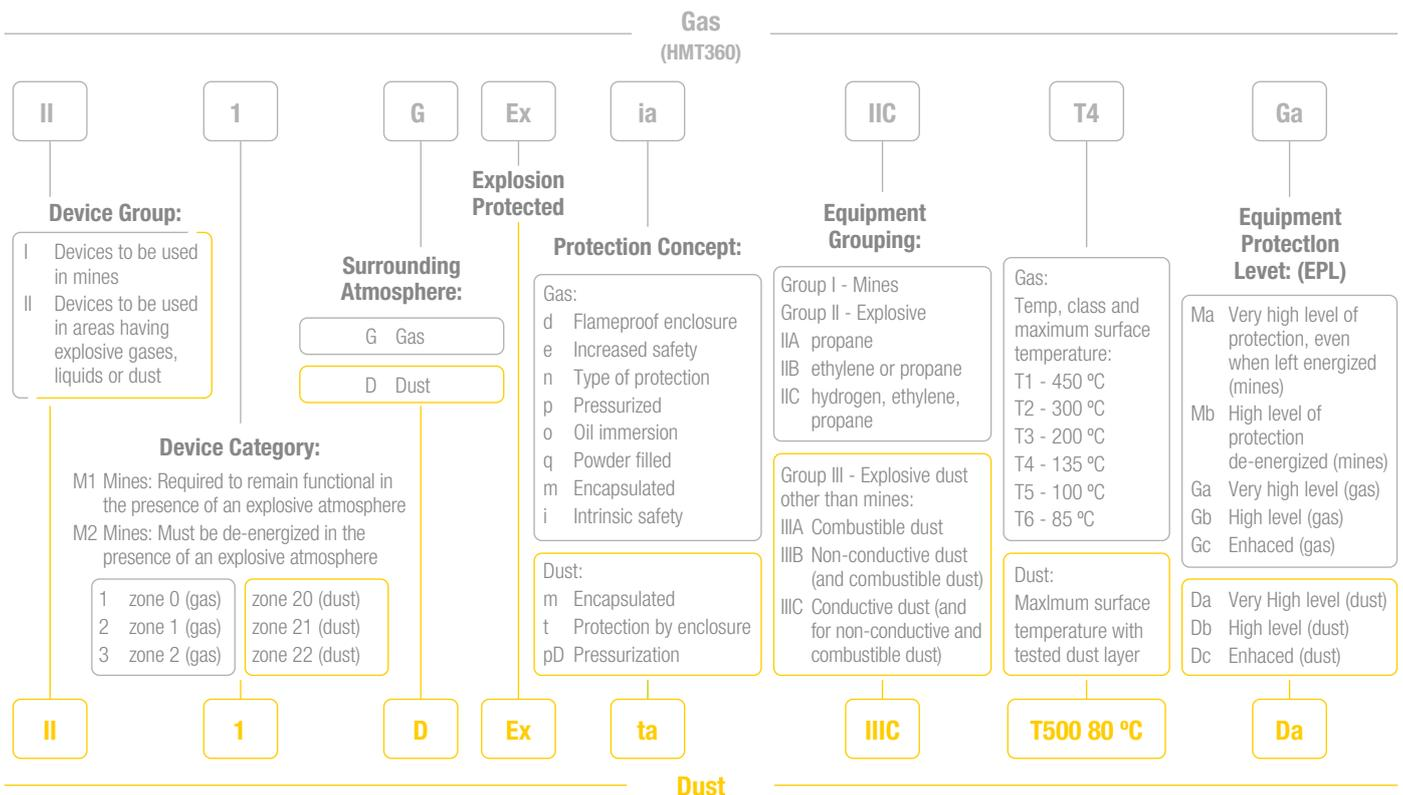 Gas
(HMT360)
II
1
G
Ex
ia
IIC
T4
Ga
Device Group:
I Devices to be used
in mines
II Devices to be used
in areas having
explosive gases,
liquids or dust
Device Category:
M1 Mines: Required to remain functional in
the presence of an explosive atmosphere
M2 Mines: Must be de-energized in the
presence of an explosive atmosphere
1 zone 0 (gas)
2 zone 1 (gas)
3 zone 2 (gas)
zone 20 (dust)
zone 21 (dust)
zone 22 (dust)
Surrounding
Atmosphere:
G Gas
D Dust
Explosion
Protected
Protection Concept:
Gas:
d Flameproof enclosure
e Increased safety
n Type of protection
p Pressurized
o Oil immersion
q Powder filled
m Encapsulated
i Intrinsic safety
Dust:
m Encapsulated
t Protection by enclosure
pD Pressurization
Equipment
Grouping:
Group I - Mines
Group II - Explosive
IIA propane
IIB ethylene or propane
IIC hydrogen, ethylene,
propane
Group III - Explosive dust
other than mines:
IIIA Combustible dust
IIIB Non-conductive dust
(and combustible dust)
IIIC Conductive dust (and
for non-conductive and
combustible dust)
Gas:
Temp, class and
maximum surface
temperature:
T1 - 450 ºC
T2 - 300 ºC
T3 - 200 ºC
T4 - 135 ºC
T5 - 100 ºC
T6 - 85 ºC
Dust:
Maxlmum surface
temperature with
tested dust layer
Equipment
Protectlon
Levet: (EPL)
Ma Very high level of
protection, even
when left energized
(mines)
Mb High level of
protection
de-energized (mines)
Ga Very high level (gas)
Gb High level (gas)
Gc Enhaced (gas)
Da Very High level (dust)
Db High level (dust)
Dc Enhaced (dust)
II
1
D
Ex
ta
IIIC
T500 80 ºC
Da
Dust